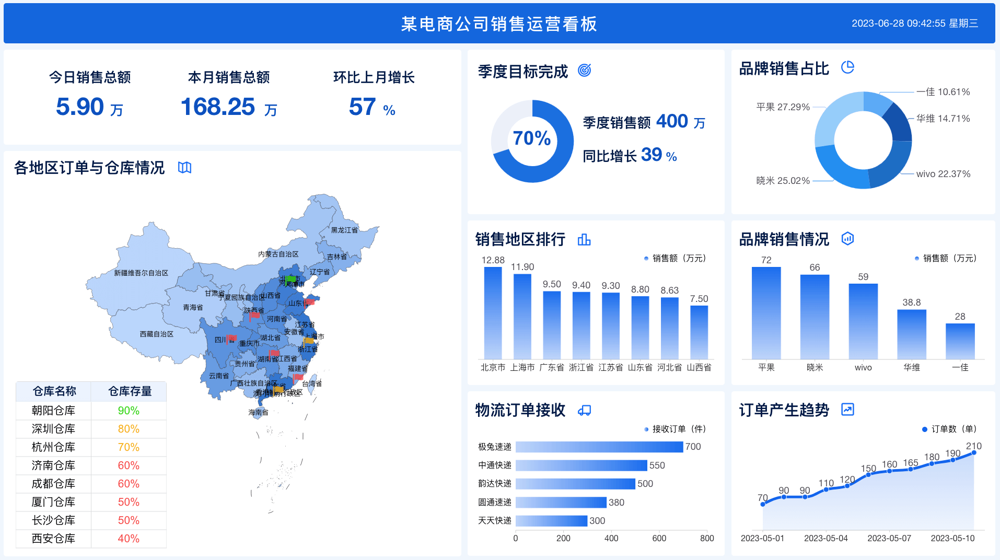 某电商公司销售运营看板
2023-06-28 09:42:55 星期三
今日销售总额
5.90 万
本月销售总额
168.25 万
环比上月增长
57 %
季度目标完成
70%
季度销售额 400 万
同比增长 39 %
品牌销售占比
一佳 10.61%
平果 27.29%
华维 14.71%
wivo 22.37%
晓米 25.02%
各地区订单与仓库情况
黑龙江省
内蒙古自治区
吉林省
新疆维吾尔自治区
辽宁省
甘肃省
宁夏回族自治区
山西省
山东省
青海省
陕西省
河南省
江苏省
安徽省
西藏自治区
上海市
湖北省
四川省
重庆市
浙江省
湖南省
江西省
贵州省
福建省
云南省
广西壮族自治区
台湾省
海南省
仓库名称 仓库存量
朝阳仓库 90%
深圳仓库 80%
杭州仓库 70%
济南仓库 60%
成都仓库 60%
厦门仓库 50%
长沙仓库 50%
西安仓库 40%
销售地区排行
销售额（万元）
12.88
11.90
9.50
9.40
9.30
8.80
8.63
7.50
北京市 上海市 广东省 浙江省 江苏省 山东省 河北省 山西省
品牌销售情况
销售额（万元）
72
66
59
38.8
28
平果 晓米 wivo 华维 一佳
物流订单接收
接收订单（件）
极兔速递 700
中通快递 550
韵达快递 500
圆通速递 380
天天快递 300
0 200 400 600 800
订单产生趋势
订单数（单）
70 90 90 110 120 150 160 165 180 190 210
2023-05-01 2023-05-04 2023-05-07 2023-05-10